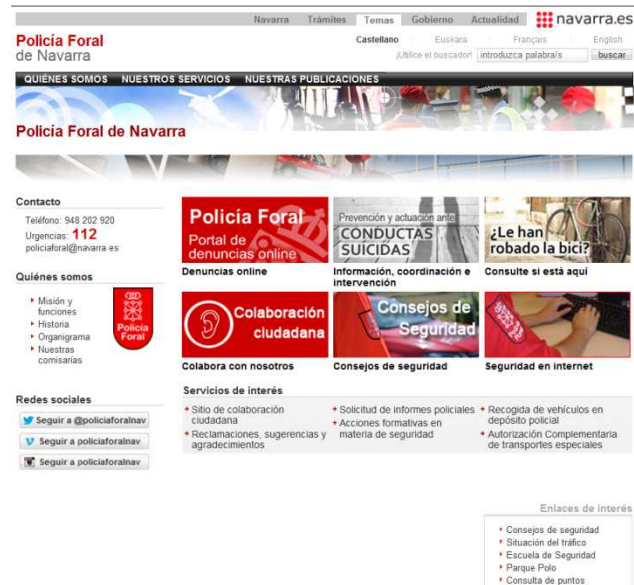 Navarra Trámites Temas Gobierno Actualidad navarra.es
Policía Foral
de Navarra
Castellano Euskara Français English
¡Utilice el buscador! introduzca palabra/s buscar
QUIÉNES SOMOS NUESTROS SERVICIOS NUESTRAS PUBLICACIONES
Policía Foral de Navarra
Contacto
Teléfono: 948 202 920
Urgencias: 112
policiaforal@navarra.es
Quiénes somos
Misión y
funciones
Historia
Organigrama
Nuestras
comisarías
Policía
Foral
Redes sociales
Seguir a @policiaforalnav
Seguir a policiaforalnav
Seguir a policiaforalnav
Policía Foral
Portal de
denuncias online
Denuncias online
Prevención y actuación ante
CONDUCTAS
SUICIDAS
Información, coordinación e
intervención
¿Le han
robado la bici?
Consulte si está aquí
Colaboración
ciudadana
Colabora con nosotros
Consejos de
Seguridad
Consejos de seguridad
Seguridad en internet
Servicios de interés
Sitio de colaboración
ciudadana
Reclamaciones, sugerencias y
agradecimientos
Solicitud de informes policiales
Acciones formativas en
materia de seguridad
Recogida de vehículos en
depósito policial
Autorización Complementaria
de transportes especiales
Enlaces de interés
Consejos de seguridad
Situación del tráfico
Escuela de Seguridad
Parque Polo
Consulta de puntos